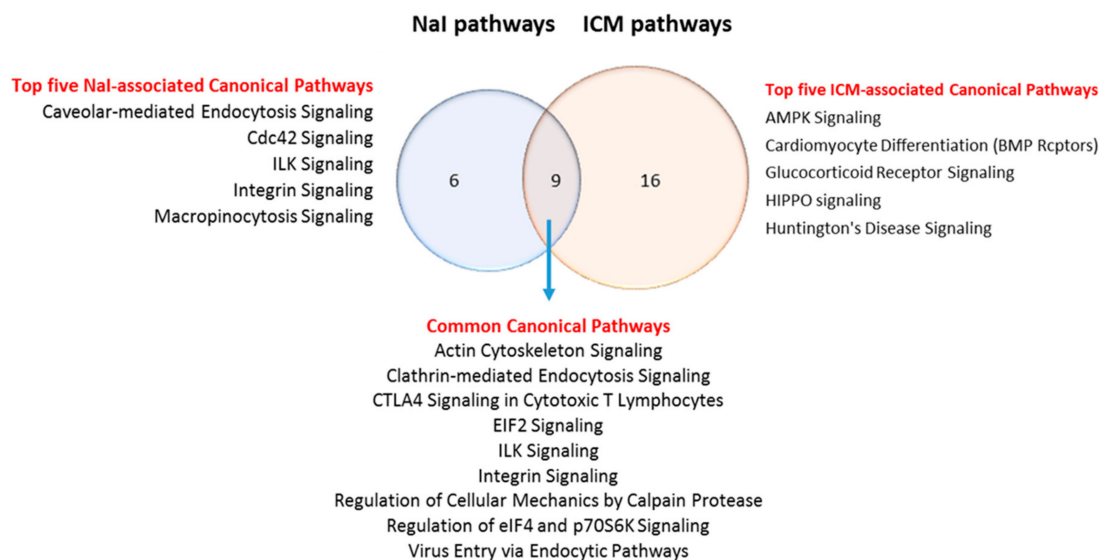 NaI pathways ICM pathways
Top five NaI-associated Canonical Pathways
Caveolar-mediated Endocytosis Signaling
Cdc42 Signaling
ILK Signaling
Integrin Signaling
Macropinocytosis Signaling
6
9
16
Top five ICM-associated Canonical Pathways
AMPK Signaling
Cardiomyocyte Differentiation (BMP Rcptors)
Glucocorticoid Receptor Signaling
HIPPO signaling
Huntington's Disease Signaling
Common Canonical Pathways
Actin Cytoskeleton Signaling
Clathrin-mediated Endocytosis Signaling
CTLA4 Signaling in Cytotoxic T Lymphocytes
EIF2 Signaling
ILK Signaling
Integrin Signaling
Regulation of Cellular Mechanics by Calpain Protease
Regulation of eIF4 and p70S6K Signaling
Virus Entry via Endocytic Pathways